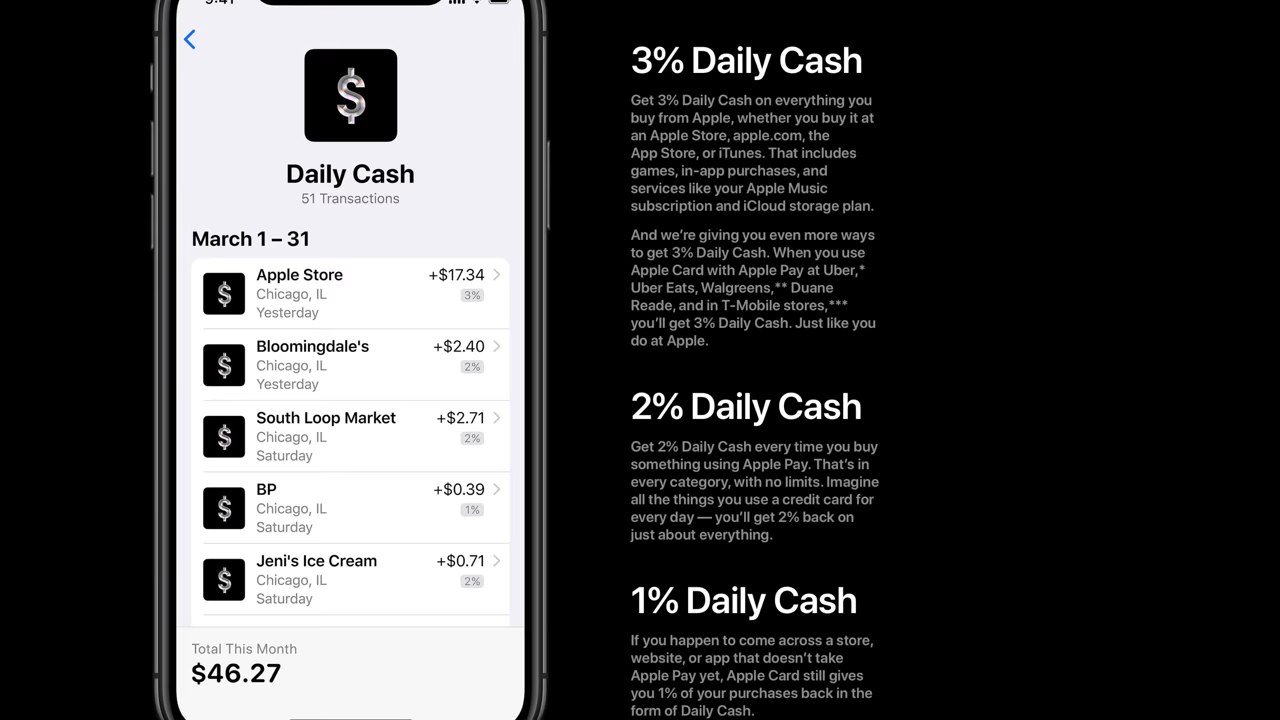 9:41
Daily Cash
51 Transactions
March 1 – 31
Apple Store
+$17.34
Chicago, IL
3%
Yesterday
Bloomingdale's
+$2.40
Chicago, IL
2%
Yesterday
South Loop Market
+$2.71
Chicago, IL
2%
Saturday
BP
+$0.39
Chicago, IL
1%
Saturday
Jeni's Ice Cream
+$0.71
Chicago, IL
2%
Saturday
Total This Month
$46.27
3% Daily Cash
Get 3% Daily Cash on everything you
buy from Apple, whether you buy it at
an Apple Store, apple.com, the
App Store, or iTunes. That includes
games, in-app purchases, and
services like your Apple Music
subscription and iCloud storage plan.
And we’re giving you even more ways
to get 3% Daily Cash. When you use
Apple Card with Apple Pay at Uber,*
Uber Eats, Walgreens,** Duane
Reade, and in T-Mobile stores,***
you’ll get 3% Daily Cash. Just like you
do at Apple.
2% Daily Cash
Get 2% Daily Cash every time you buy
something using Apple Pay. That’s in
every category, with no limits. Imagine
all the things you use a credit card for
every day — you’ll get 2% back on
just about everything.
1% Daily Cash
If you happen to come across a store,
website, or app that doesn’t take
Apple Pay yet, Apple Card still gives
you 1% of your purchases back in the
form of Daily Cash.